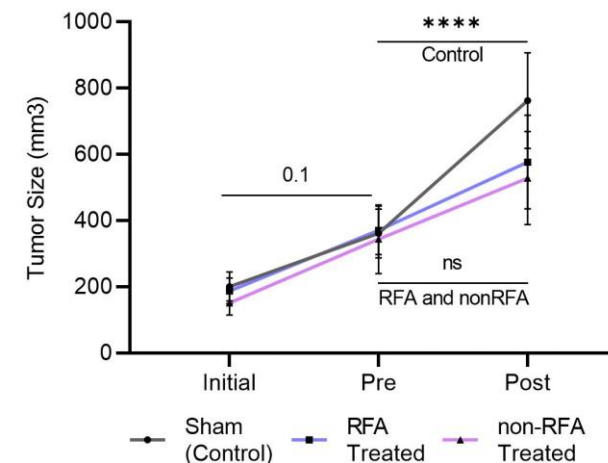 Tumor Size (mm3)
1000
800
600
400
200
0
****
Control
0.1
ns
RFA and nonRFA
Initial
Pre
Post
Sham
(Control)
RFA
Treated
non-RFA
Treated